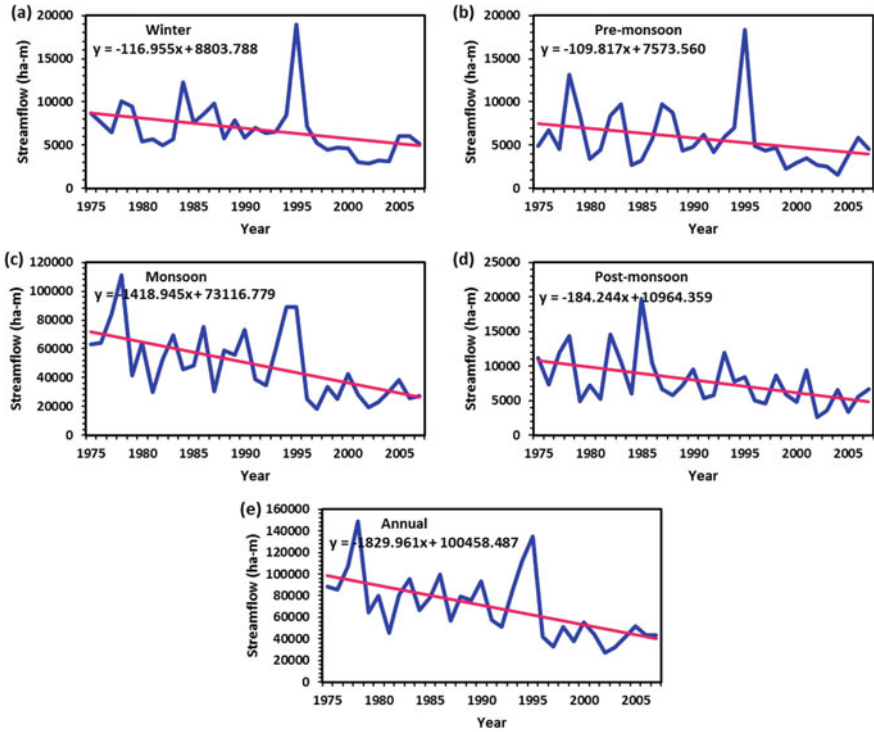 (a)
Winter
y = -116.955x + 8803.788
Streamflow (ha-m)
20000
15000
10000
5000
0
1975 1980 1985 1990 1995 2000 2005
Year
(b)
Pre-monsoon
y = -109.817x + 7573.560
Streamflow (ha-m)
20000
15000
10000
5000
0
1975 1980 1985 1990 1995 2000 2005
Year
(c)
Monsoon
y = -1418.945x + 73116.779
Streamflow (ha-m)
120000
100000
80000
60000
40000
20000
0
1975 1980 1985 1990 1995 2000 2005
Year
(d)
Post-monsoon
y = -184.244x + 10964.359
Streamflow (ha-m)
25000
20000
15000
10000
5000
0
1975 1980 1985 1990 1995 2000 2005
Year
(e)
Annual
y = -1829.961x + 100458.487
Streamflow (ha-m)
160000
140000
120000
100000
80000
60000
40000
20000
0
1975 1980 1985 1990 1995 2000 2005
Year